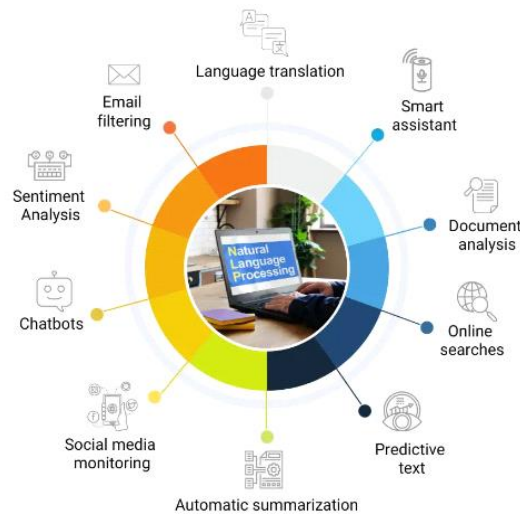 Language translation
Smart
assistant
Document
analysis
Online
searches
Predictive
text
Automatic summarization
Social media
monitoring
Chatbots
Sentiment
Analysis
Email
filtering
Natural
Language
Processing